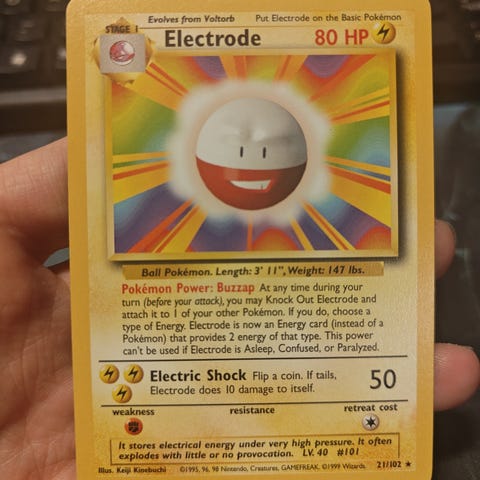 Evolves from Voltorb Put Electrode on the Basic Pokémon
STAGE 1
Electrode 80 HP
Ball Pokémon. Length: 3' 11", Weight: 147 lbs.
Pokémon Power: Buzzap At any time during your
turn (before your attack), you may Knock Out Electrode and
attach it to 1 of your other Pokémon. If you do, choose a
type of Energy. Electrode is now an Energy card (instead of a
Pokémon) that provides 2 energy of that type. This power
can't be used if Electrode is Asleep, Confused, or Paralyzed.
Electric Shock Flip a coin. If tails,
Electrode does 10 damage to itself.
50
weakness resistance retreat cost
It stores electrical energy under very high pressure. It often
explodes with little or no provocation. LV. 40 #101
Illus. Keiji Kinebuchi ©1995, 96, 98 Nintendo, Creatures, GAMEFREAK. ©1999 Wizards. 21/102 ★